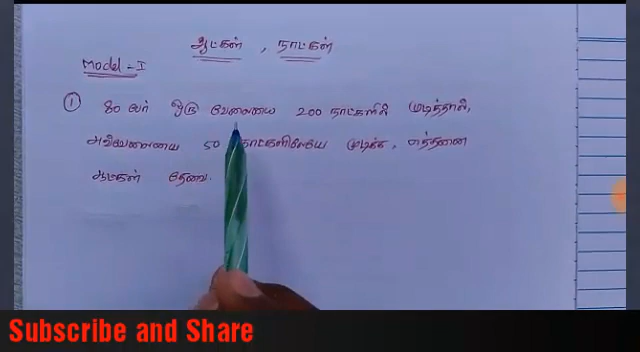 ஆட்கள் , நாட்கள்
Model - I
① 80 பேர் ஒரு வேலையை 200 நாட்களில் முடித்தால்,
அவ்வேலையை 50 நாட்களிலேயே முடிக்க, எத்தனை
ஆட்கள் தேவை.
Subscribe and Share